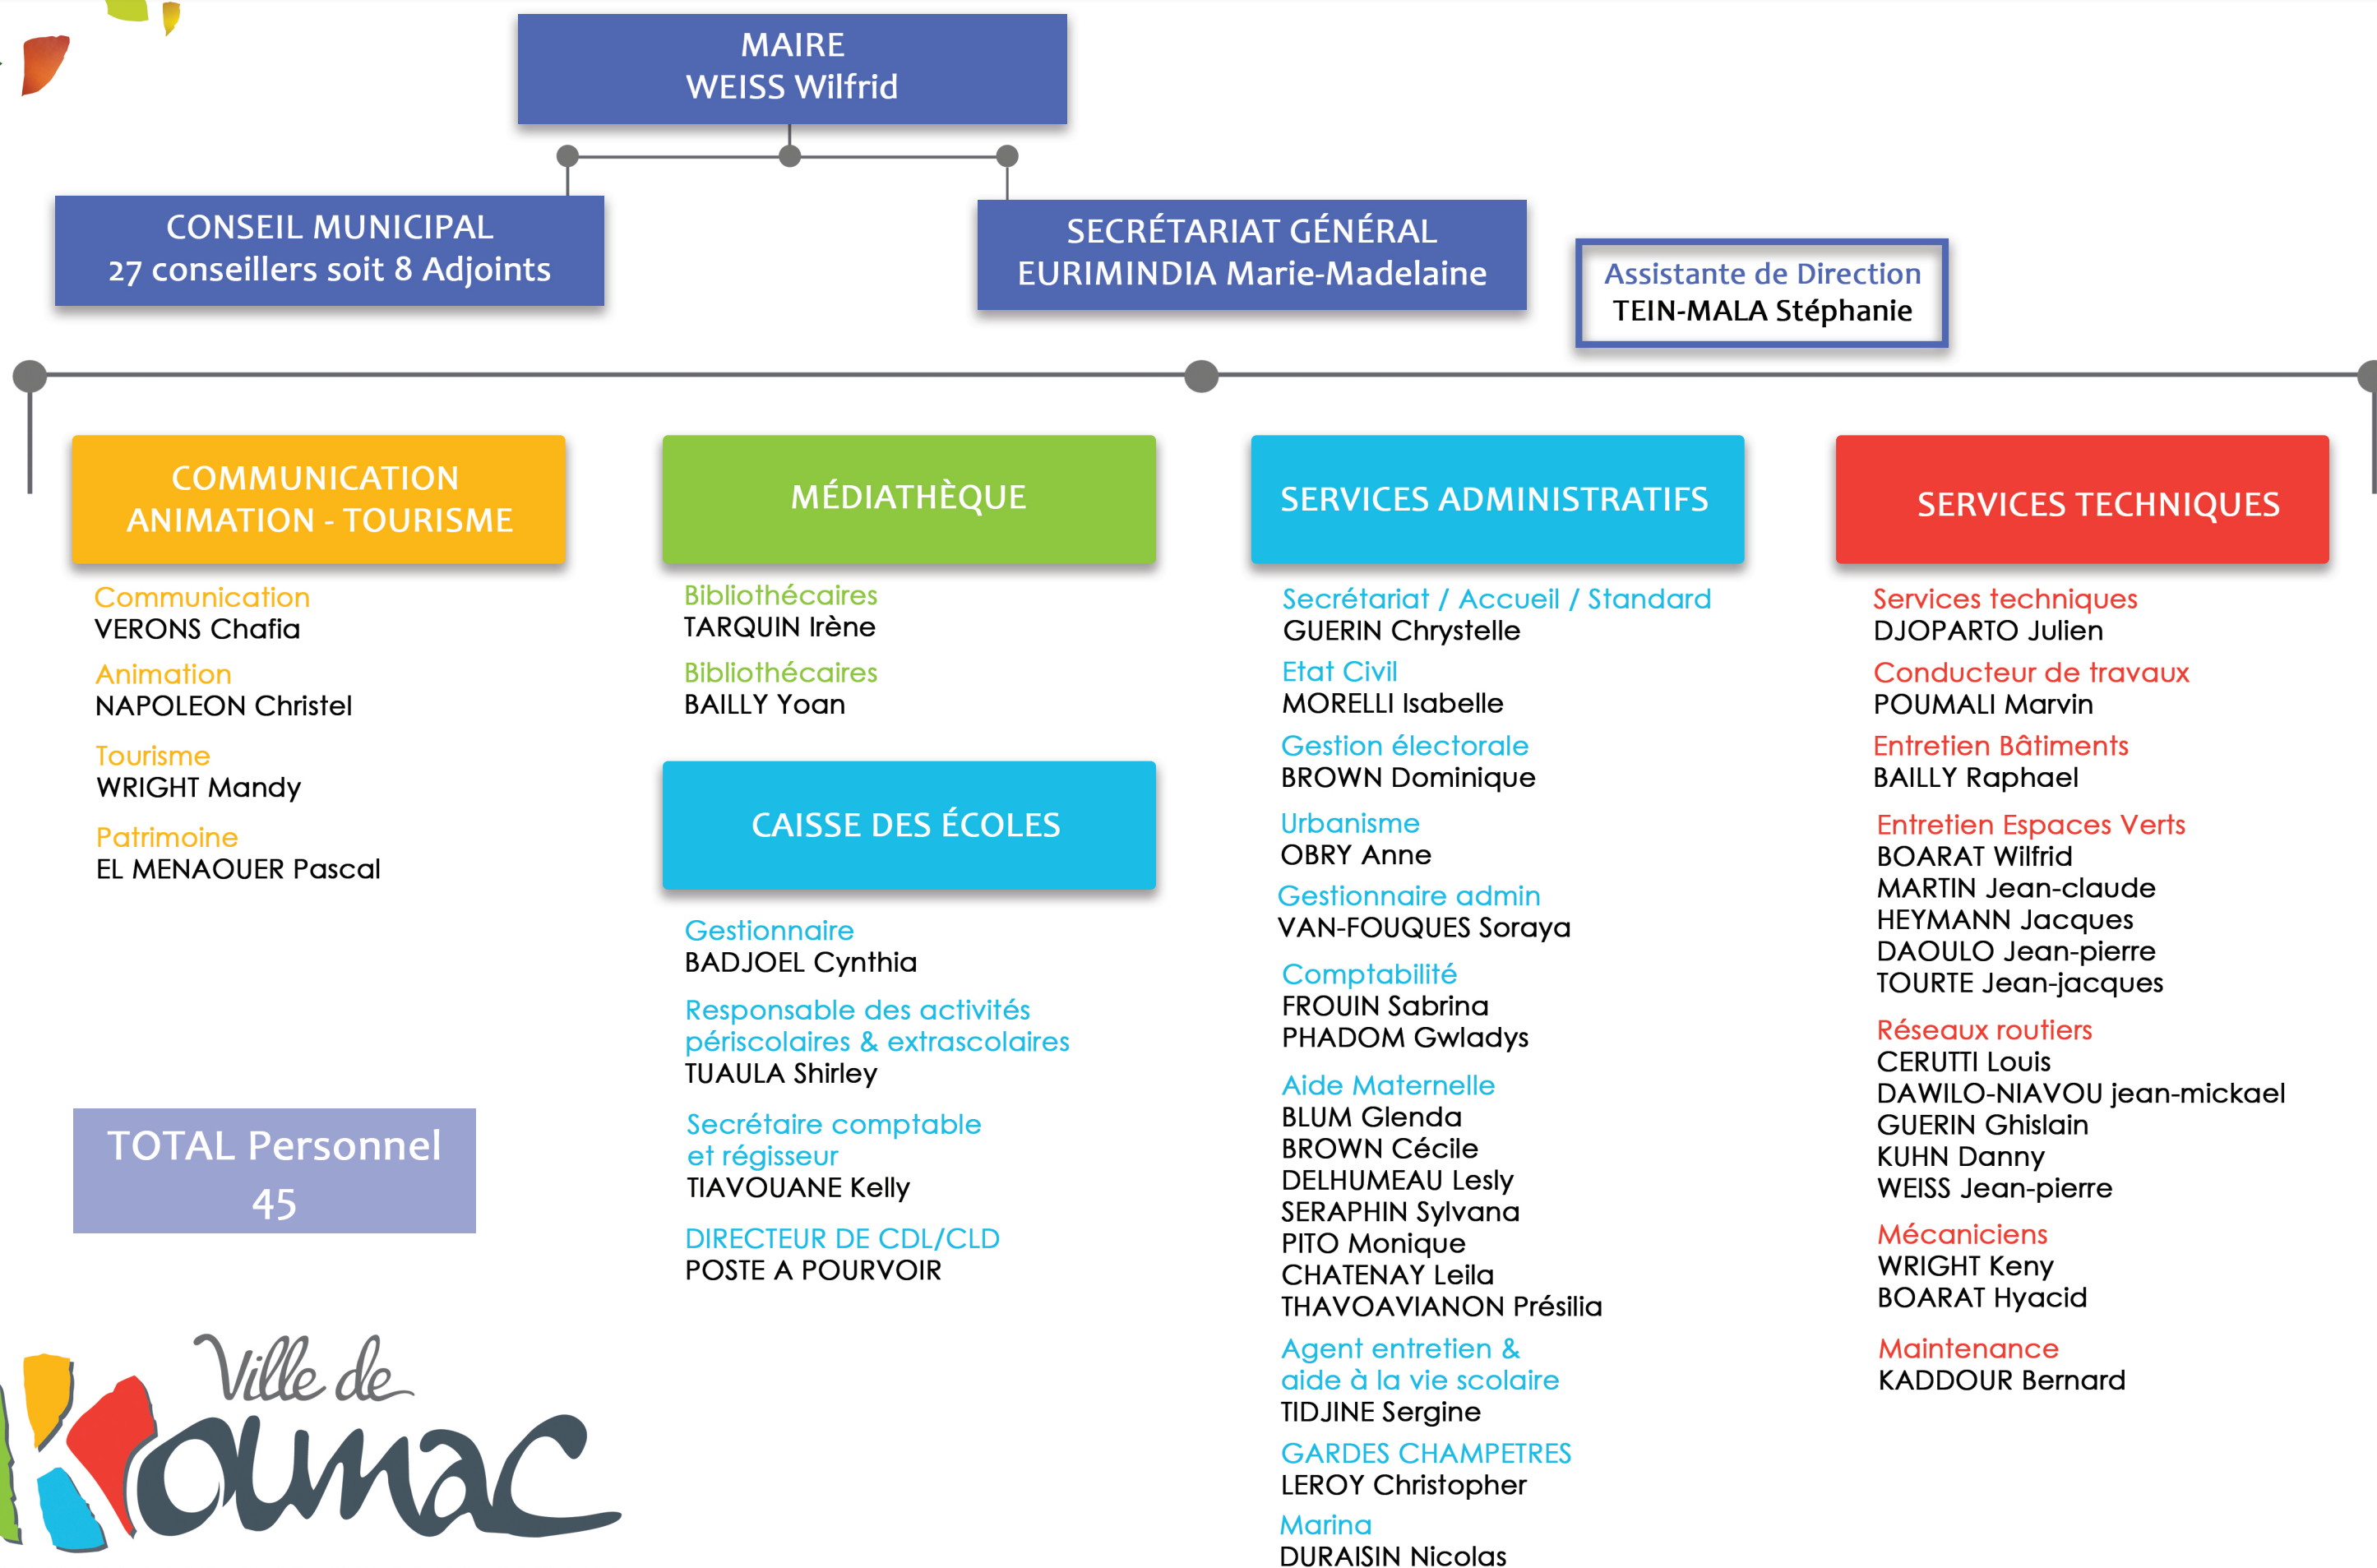 MAIRE
WEISS Wilfrid
CONSEIL MUNICIPAL
27 conseillers soit 8 Adjoints
SECRÉTARIAT GÉNÉRAL
EURIMINDIA Marie-Madelaine
Assistante de Direction
TEIN-MALA Stéphanie
COMMUNICATION
ANIMATION - TOURISME
Communication
VERONS Chafia
Animation
NAPOLEON Christel
Tourisme
WRIGHT Mandy
Patrimoine
EL MENAOUER Pascal
TOTAL Personnel
45
Ville de
Koumac
MÉDIATHÈQUE
Bibliothécaires
TARQUIN Irène
Bibliothécaires
BAILLY Yoan
CAISSE DES ÉCOLES
Gestionnaire
BADJOEL Cynthia
Responsable des activités
périscolaires & extrascolaires
TUAULA Shirley
Secrétaire comptable
et régisseur
TIAVOUANE Kelly
DIRECTEUR DE CDL/CLD
POSTE A POURVOIR
SERVICES ADMINISTRATIFS
Secrétariat / Accueil / Standard
GUERIN Chrystelle
Etat Civil
MORELLI Isabelle
Gestion électorale
BROWN Dominique
Urbanisme
OBRY Anne
Gestionnaire admin
VAN-FOUQUES Soraya
Comptabilité
FROUIN Sabrina
PHADOM Gwladys
Aide Maternelle
BLUM Glenda
BROWN Cécile
DELHUMEAU Lesly
SERAPHIN Sylvana
PITO Monique
CHATENAY Leila
THAVOAVIANON Présilia
Agent entretien &
aide à la vie scolaire
TIDJINE Sergine
GARDES CHAMPETRES
LEROY Christopher
Marina
DURAISIN Nicolas
SERVICES TECHNIQUES
Services techniques
DJOPARTO Julien
Conducteur de travaux
POUMALI Marvin
Entretien Bâtiments
BAILLY Raphael
Entretien Espaces Verts
BOARAT Wilfrid
MARTIN Jean-claude
HEYMANN Jacques
DAOULO Jean-pierre
TOURTE Jean-jacques
Réseaux routiers
CERUTTI Louis
DAWILO-NIAVOU jean-mickael
GUERIN Ghislain
KUHN Danny
WEISS Jean-pierre
Mécaniciens
WRIGHT Keny
BOARAT Hyacid
Maintenance
KADDOUR Bernard